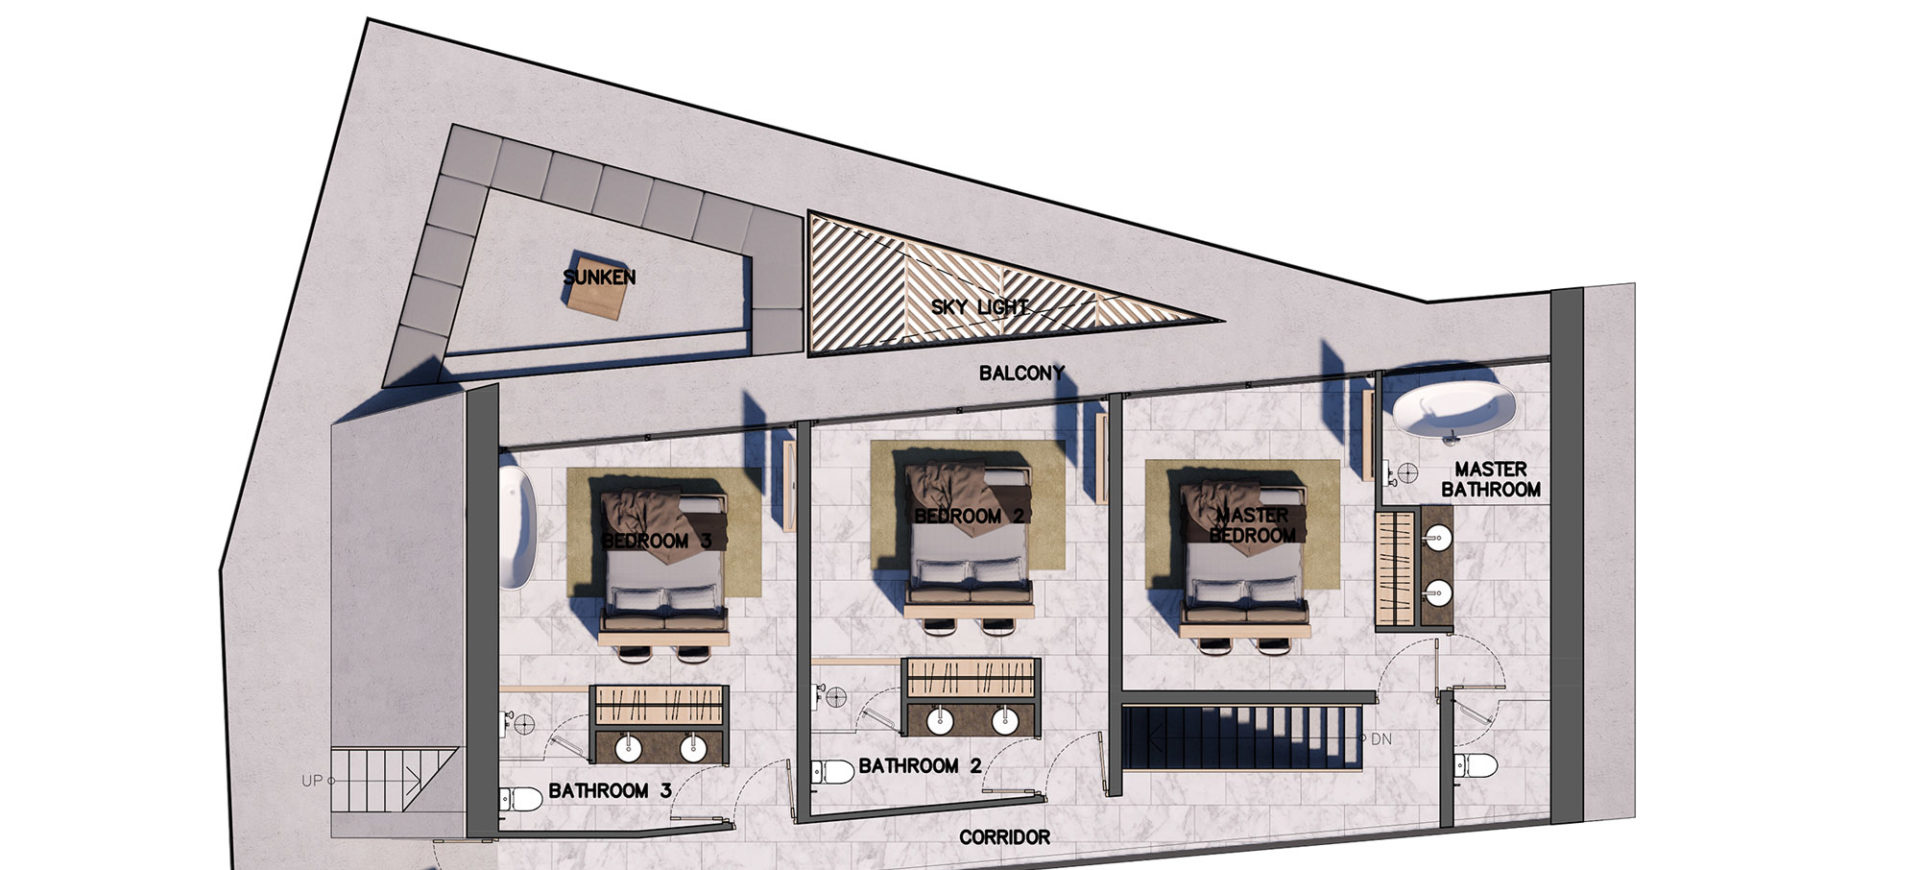 SUNKEN
SKY LIGHT
BALCONY
MASTER
BATHROOM
BEDROOM 3
BEDROOM 2
MASTER
BEDROOM
UP
DN
BATHROOM 3
BATHROOM 2
CORRIDOR